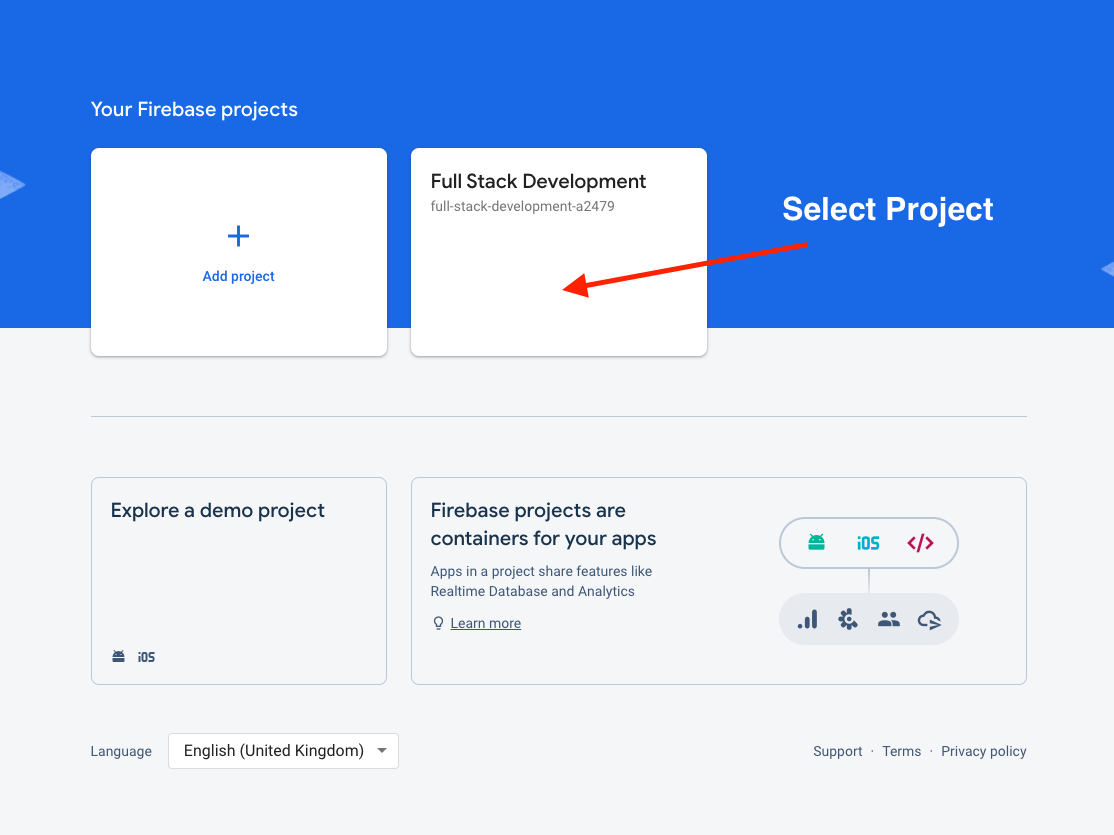 Your Firebase projects
Add project
Full Stack Development
full-stack-development-a2479
Select Project
Explore a demo project
iOS
Firebase projects are
containers for your apps
Apps in a project share features like
Realtime Database and Analytics
Learn more
iOS </>
Language English (United Kingdom)
Support · Terms · Privacy policy